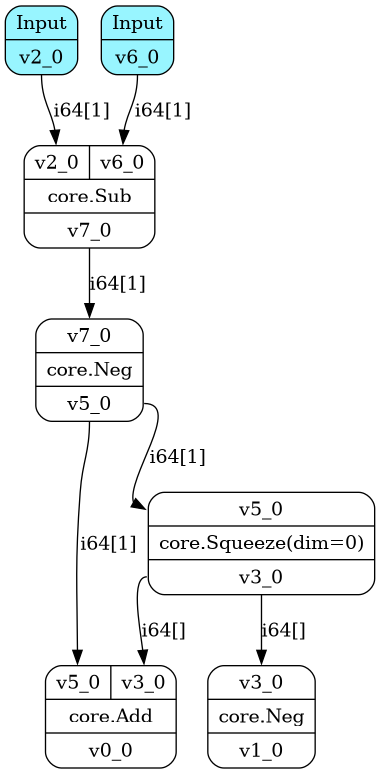 Input
v2_0
Input
v6_0
i64[1]
i64[1]
v2_0
v6_0
core.Sub
v7_0
i64[1]
v7_0
core.Neg
v5_0
i64[1]
i64[1]
v5_0
core.Squeeze(dim=0)
v3_0
i64[]
i64[]
v5_0
v3_0
core.Add
v0_0
v3_0
core.Neg
v1_0